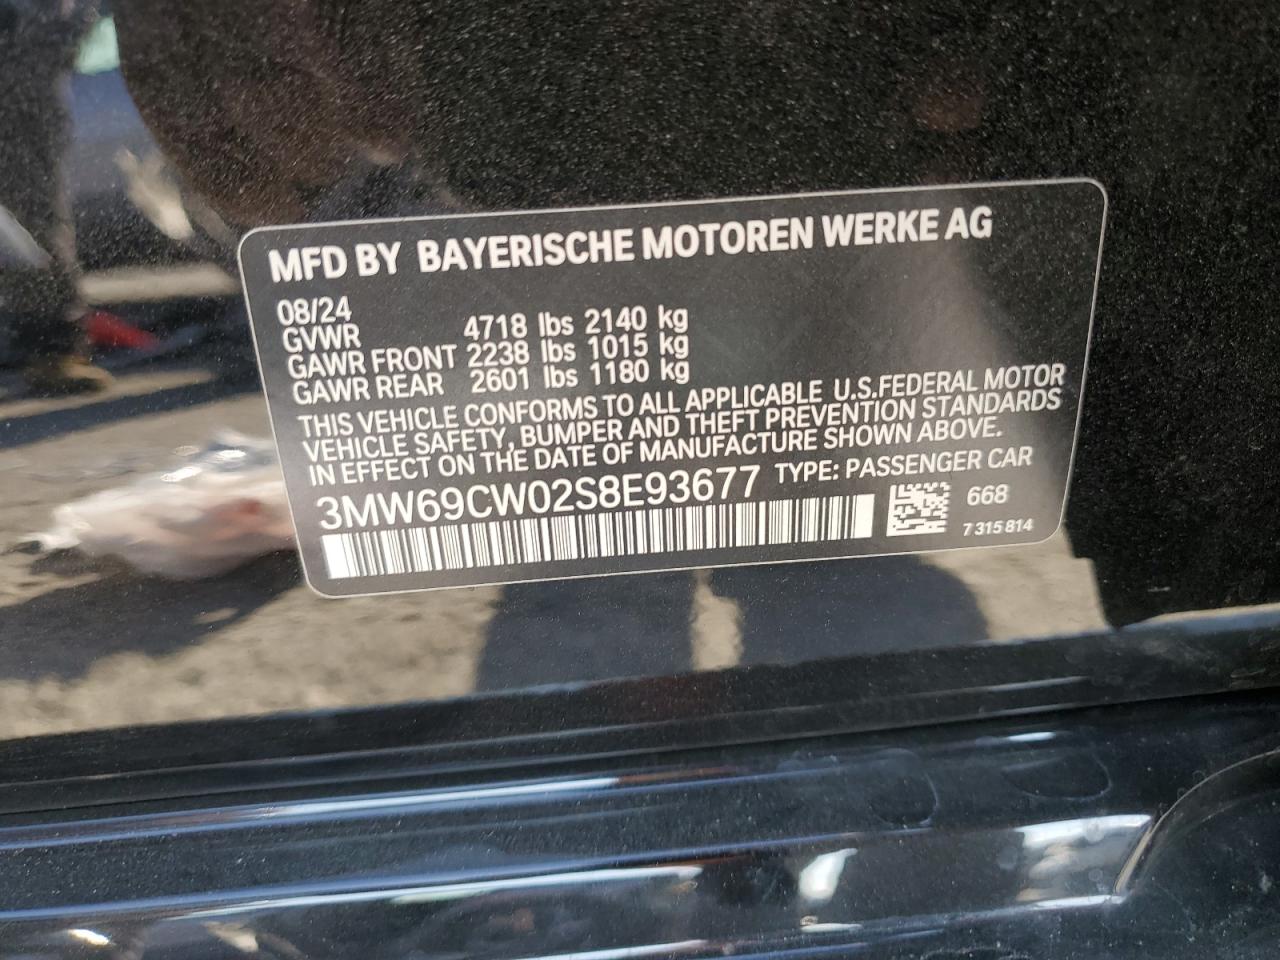 MFD BY BAYERISCHE MOTOREN WERKE AG
08/24
GVWR 4718 lbs 2140 kg
GAWR FRONT 2238 lbs 1015 kg
GAWR REAR 2601 lbs 1180 kg
THIS VEHICLE CONFORMS TO ALL APPLICABLE U.S.FEDERAL MOTOR
VEHICLE SAFETY, BUMPER AND THEFT PREVENTION STANDARDS
IN EFFECT ON THE DATE OF MANUFACTURE SHOWN ABOVE.
3MW69CW02S8E93677 TYPE: PASSENGER CAR
668
7 315 814